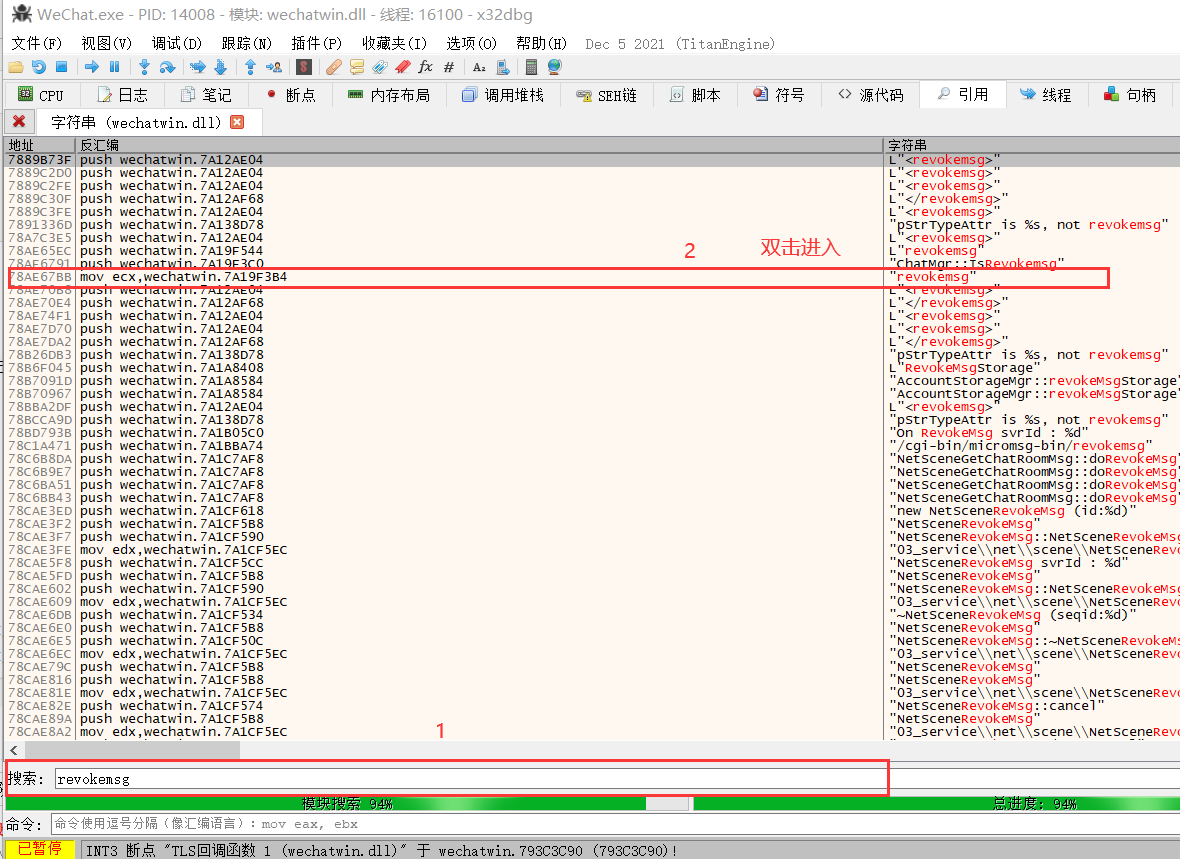 WeChat.exe - PID: 14008 - 模块: wechatwin.dll - 线程: 16100 - x32dbg
文件(F) 视图(V) 调试(D) 跟踪(N) 插件(P) 收藏夹(I) 选项(O) 帮助(H) Dec 5 2021 (TitanEngine)
CPU 日志 笔记 断点 内存布局 调用堆栈 SEH链 脚本 符号 源代码 引用 线程 句柄
字符串 (wechatwin.dll)
地址 反汇编 字符串
7889B73F push wechatwin.7A12AE04 L"<revokemsg>"
7889C2D0 push wechatwin.7A12AE04 L"<revokemsg>"
7889C2FE push wechatwin.7A12AE04 L"<revokemsg>"
7889C30F push wechatwin.7A12AF68 L"</revokemsg>"
7889C3FE push wechatwin.7A12AE04 L"<revokemsg>"
7891336D push wechatwin.7A138D78 "pStrTypeAttr is %s, not revokemsg"
78A7C3E5 push wechatwin.7A12AE04 L"<revokemsg>"
78AE65EC push wechatwin.7A19F544 L"revokemsg"
78AE6791 push wechatwin.7A19F3C0 "ChatMgr::IsRevokemsg"
2 双击进入
78AE67BB mov ecx,wechatwin.7A19F3B4 "revokemsg"
78AE70B8 push wechatwin.7A12AE04 L"<revokemsg>"
78AE70E4 push wechatwin.7A12AF68 L"</revokemsg>"
78AE74F1 push wechatwin.7A12AE04 L"<revokemsg>"
78AE7D70 push wechatwin.7A12AE04 L"<revokemsg>"
78AE7DA2 push wechatwin.7A12AF68 L"</revokemsg>"
78B26DB3 push wechatwin.7A138D78 "pStrTypeAttr is %s, not revokemsg"
78B6F045 push wechatwin.7A1A8408 L"RevokeMsgStorage"
78B7091D push wechatwin.7A1A8584 "AccountStorageMgr::revokeMsgStorage"
78B70967 push wechatwin.7A1A8584 "AccountStorageMgr::revokeMsgStorage"
78BBA2DF push wechatwin.7A12AE04 L"<revokemsg>"
78BCCA9D push wechatwin.7A138D78 "pStrTypeAttr is %s, not revokemsg"
78BD793B push wechatwin.7A1B05C0 "On RevokeMsg svrId : %d"
78C1A471 push wechatwin.7A1BBA74 "/cgi-bin/micromsg-bin/revokemsg"
78C6B8DA push wechatwin.7A1C7AF8 "NetSceneGetChatRoomMsg::doRevokeMsg"
78C6B9E7 push wechatwin.7A1C7AF8 "NetSceneGetChatRoomMsg::doRevokeMsg"
78C6BA51 push wechatwin.7A1C7AF8 "NetSceneGetChatRoomMsg::doRevokeMsg"
78C6BB43 push wechatwin.7A1C7AF8 "NetSceneGetChatRoomMsg::doRevokeMsg"
78CAE3ED push wechatwin.7A1CF618 "new NetSceneRevokeMsg (id:%d)"
78CAE3F2 push wechatwin.7A1CF5B8 "NetSceneRevokeMsg"
78CAE3F7 push wechatwin.7A1CF590 "NetSceneRevokeMsg::NetSceneRevokeMs
78CAE3FE mov edx,wechatwin.7A1CF5EC "03_service\\net\\scene\\NetSceneRevo
78CAE5F8 push wechatwin.7A1CF5CC "NetSceneRevokeMsg svrId : %d"
78CAE5FD push wechatwin.7A1CF5B8 "NetSceneRevokeMsg"
78CAE602 push wechatwin.7A1CF590 "NetSceneRevokeMsg::NetSceneRevokeMs
78CAE609 mov edx,wechatwin.7A1CF5EC "03_service\\net\\scene\\NetSceneRevo
78CAE6DB push wechatwin.7A1CF534 "~NetSceneRevokeMsg (seqid:%d)"
78CAE6E0 push wechatwin.7A1CF5B8 "NetSceneRevokeMsg"
78CAE6E5 push wechatwin.7A1CF50C "NetSceneRevokeMsg::~NetSceneRevokeMs
78CAE6EC mov edx,wechatwin.7A1CF5EC "03_service\\net\\scene\\NetSceneRevo
78CAE79C push wechatwin.7A1CF5B8 "NetSceneRevokeMsg"
78CAE816 push wechatwin.7A1CF5B8 "NetSceneRevokeMsg"
78CAE81E mov edx,wechatwin.7A1CF5EC "03_service\\net\\scene\\NetSceneRevo
78CAE82E push wechatwin.7A1CF574 "NetSceneRevokeMsg::cancel"
78CAE89A push wechatwin.7A1CF5B8 "NetSceneRevokeMsg"
78CAE8A2 mov edx,wechatwin.7A1CF5EC "03_service\\net\\scene\\NetSceneRevo
1
搜索: revokemsg
模块搜索 94% 总进度: 94%
命令: 命令使用逗号分隔（像汇编语言）: mov eax, ebx
已暂停 INT3 断点 "TLS回调函数 1 (wechatwin.dll)" 于 wechatwin.793C3C90 (793C3C90)!